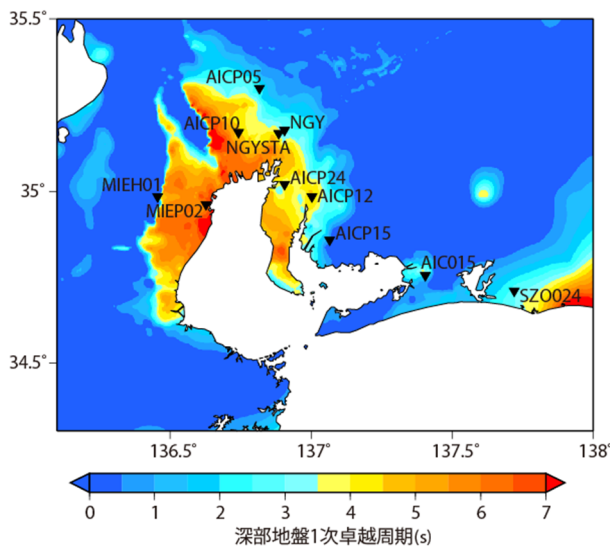 35.5°
AICP05
AICP10
NGY
NGYSTA
35°
MIEH01
AICP24
MIEP02
AICP12
AICP15
AIC015
SZO024
34.5°
136.5°
137°
137.5°
138°
0 1 2 3 4 5 6 7
深部地盤1次卓越周期(s)